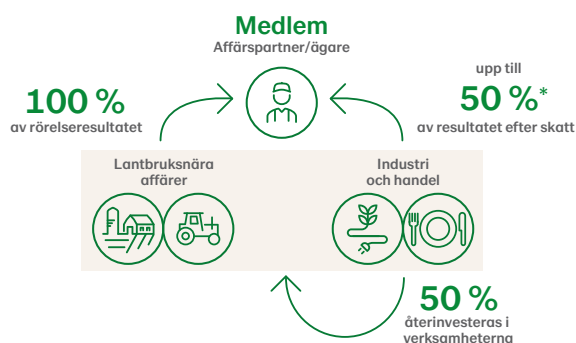 Medlem
Affärspartner/ägare
100 %
av rörelseresultatet
upp till
50 %*
av resultatet efter skatt
Lantbruksnära
affärer
Industri
och handel
50 %
återinvesteras i
verksamheterna